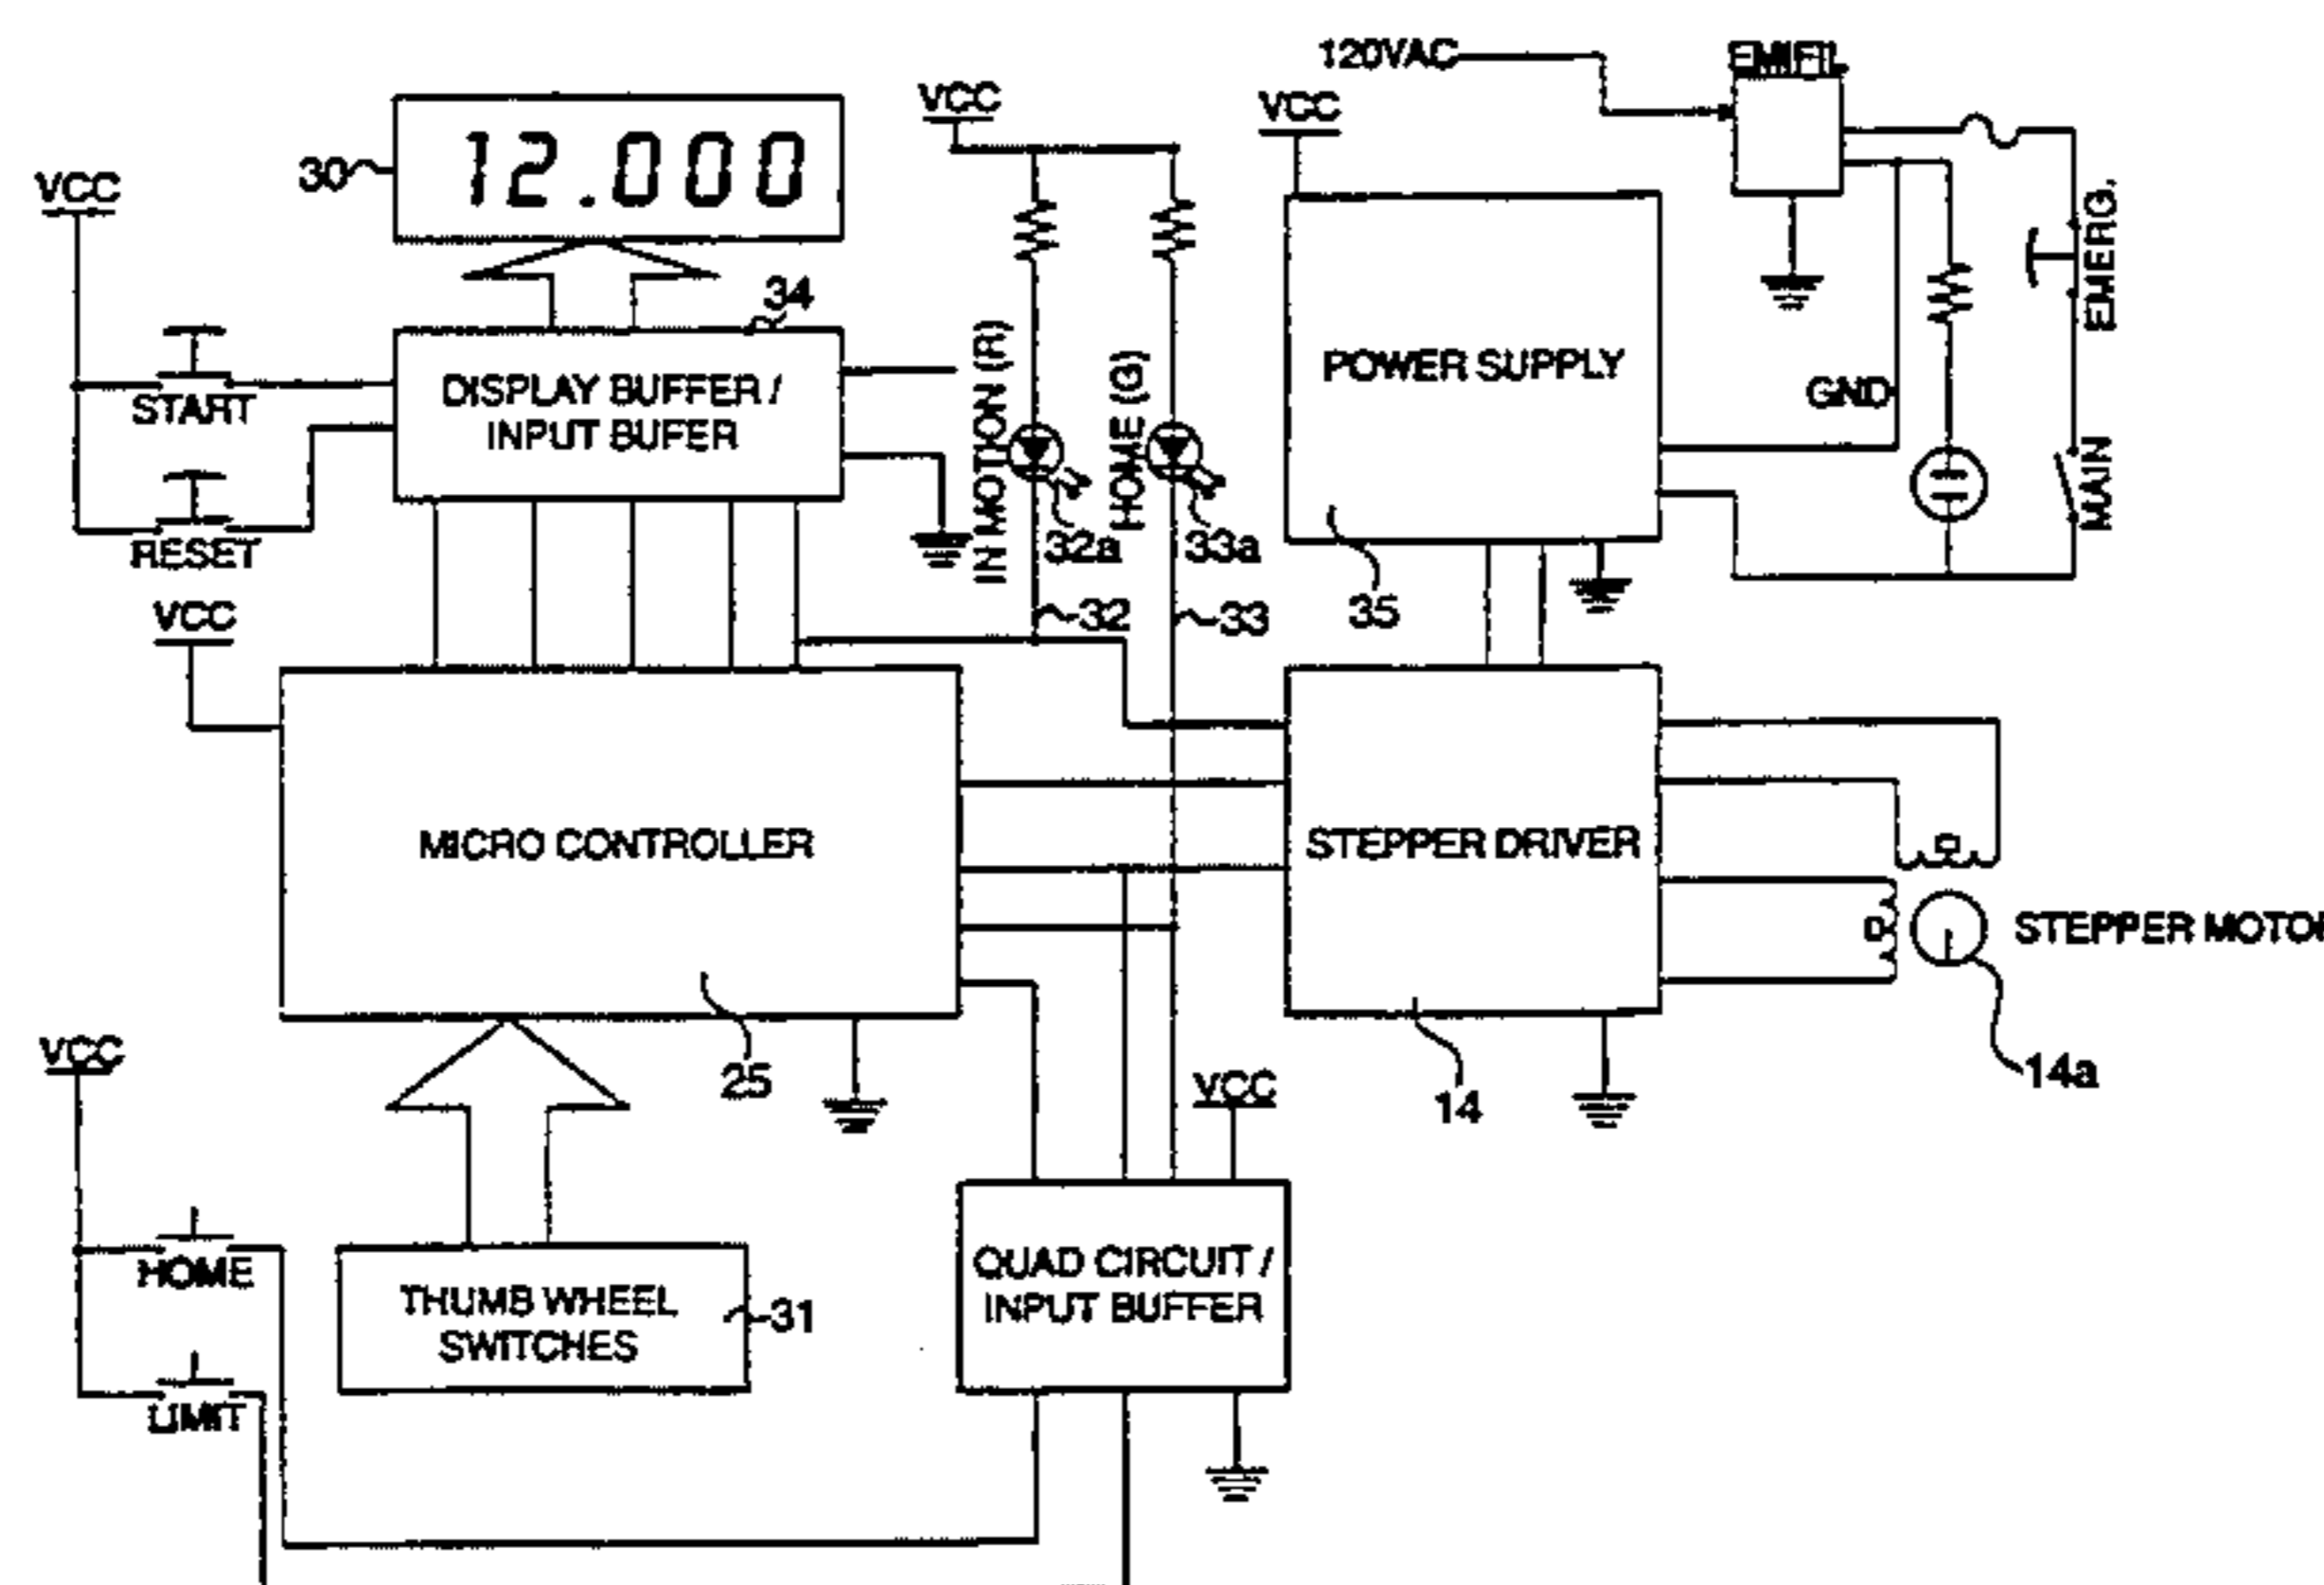 120VAC
EMIFIL
VCC
VCC
VCC
30
12.000
34
DISPLAY BUFFER /
INPUT BUFER
START
RESET
IN MOTION (R)
HOME (G)
32a
33a
32
33
POWER SUPPLY
35
GND
EMERG.
MAIN
VCC
MICRO CONTROLLER
25
STEPPER DRIVER
14
STEPPER MOTOR
14a
VCC
VCC
HOME
LIMIT
THUMB WHEEL
SWITCHES
31
QUAD CIRCUIT /
INPUT BUFFER